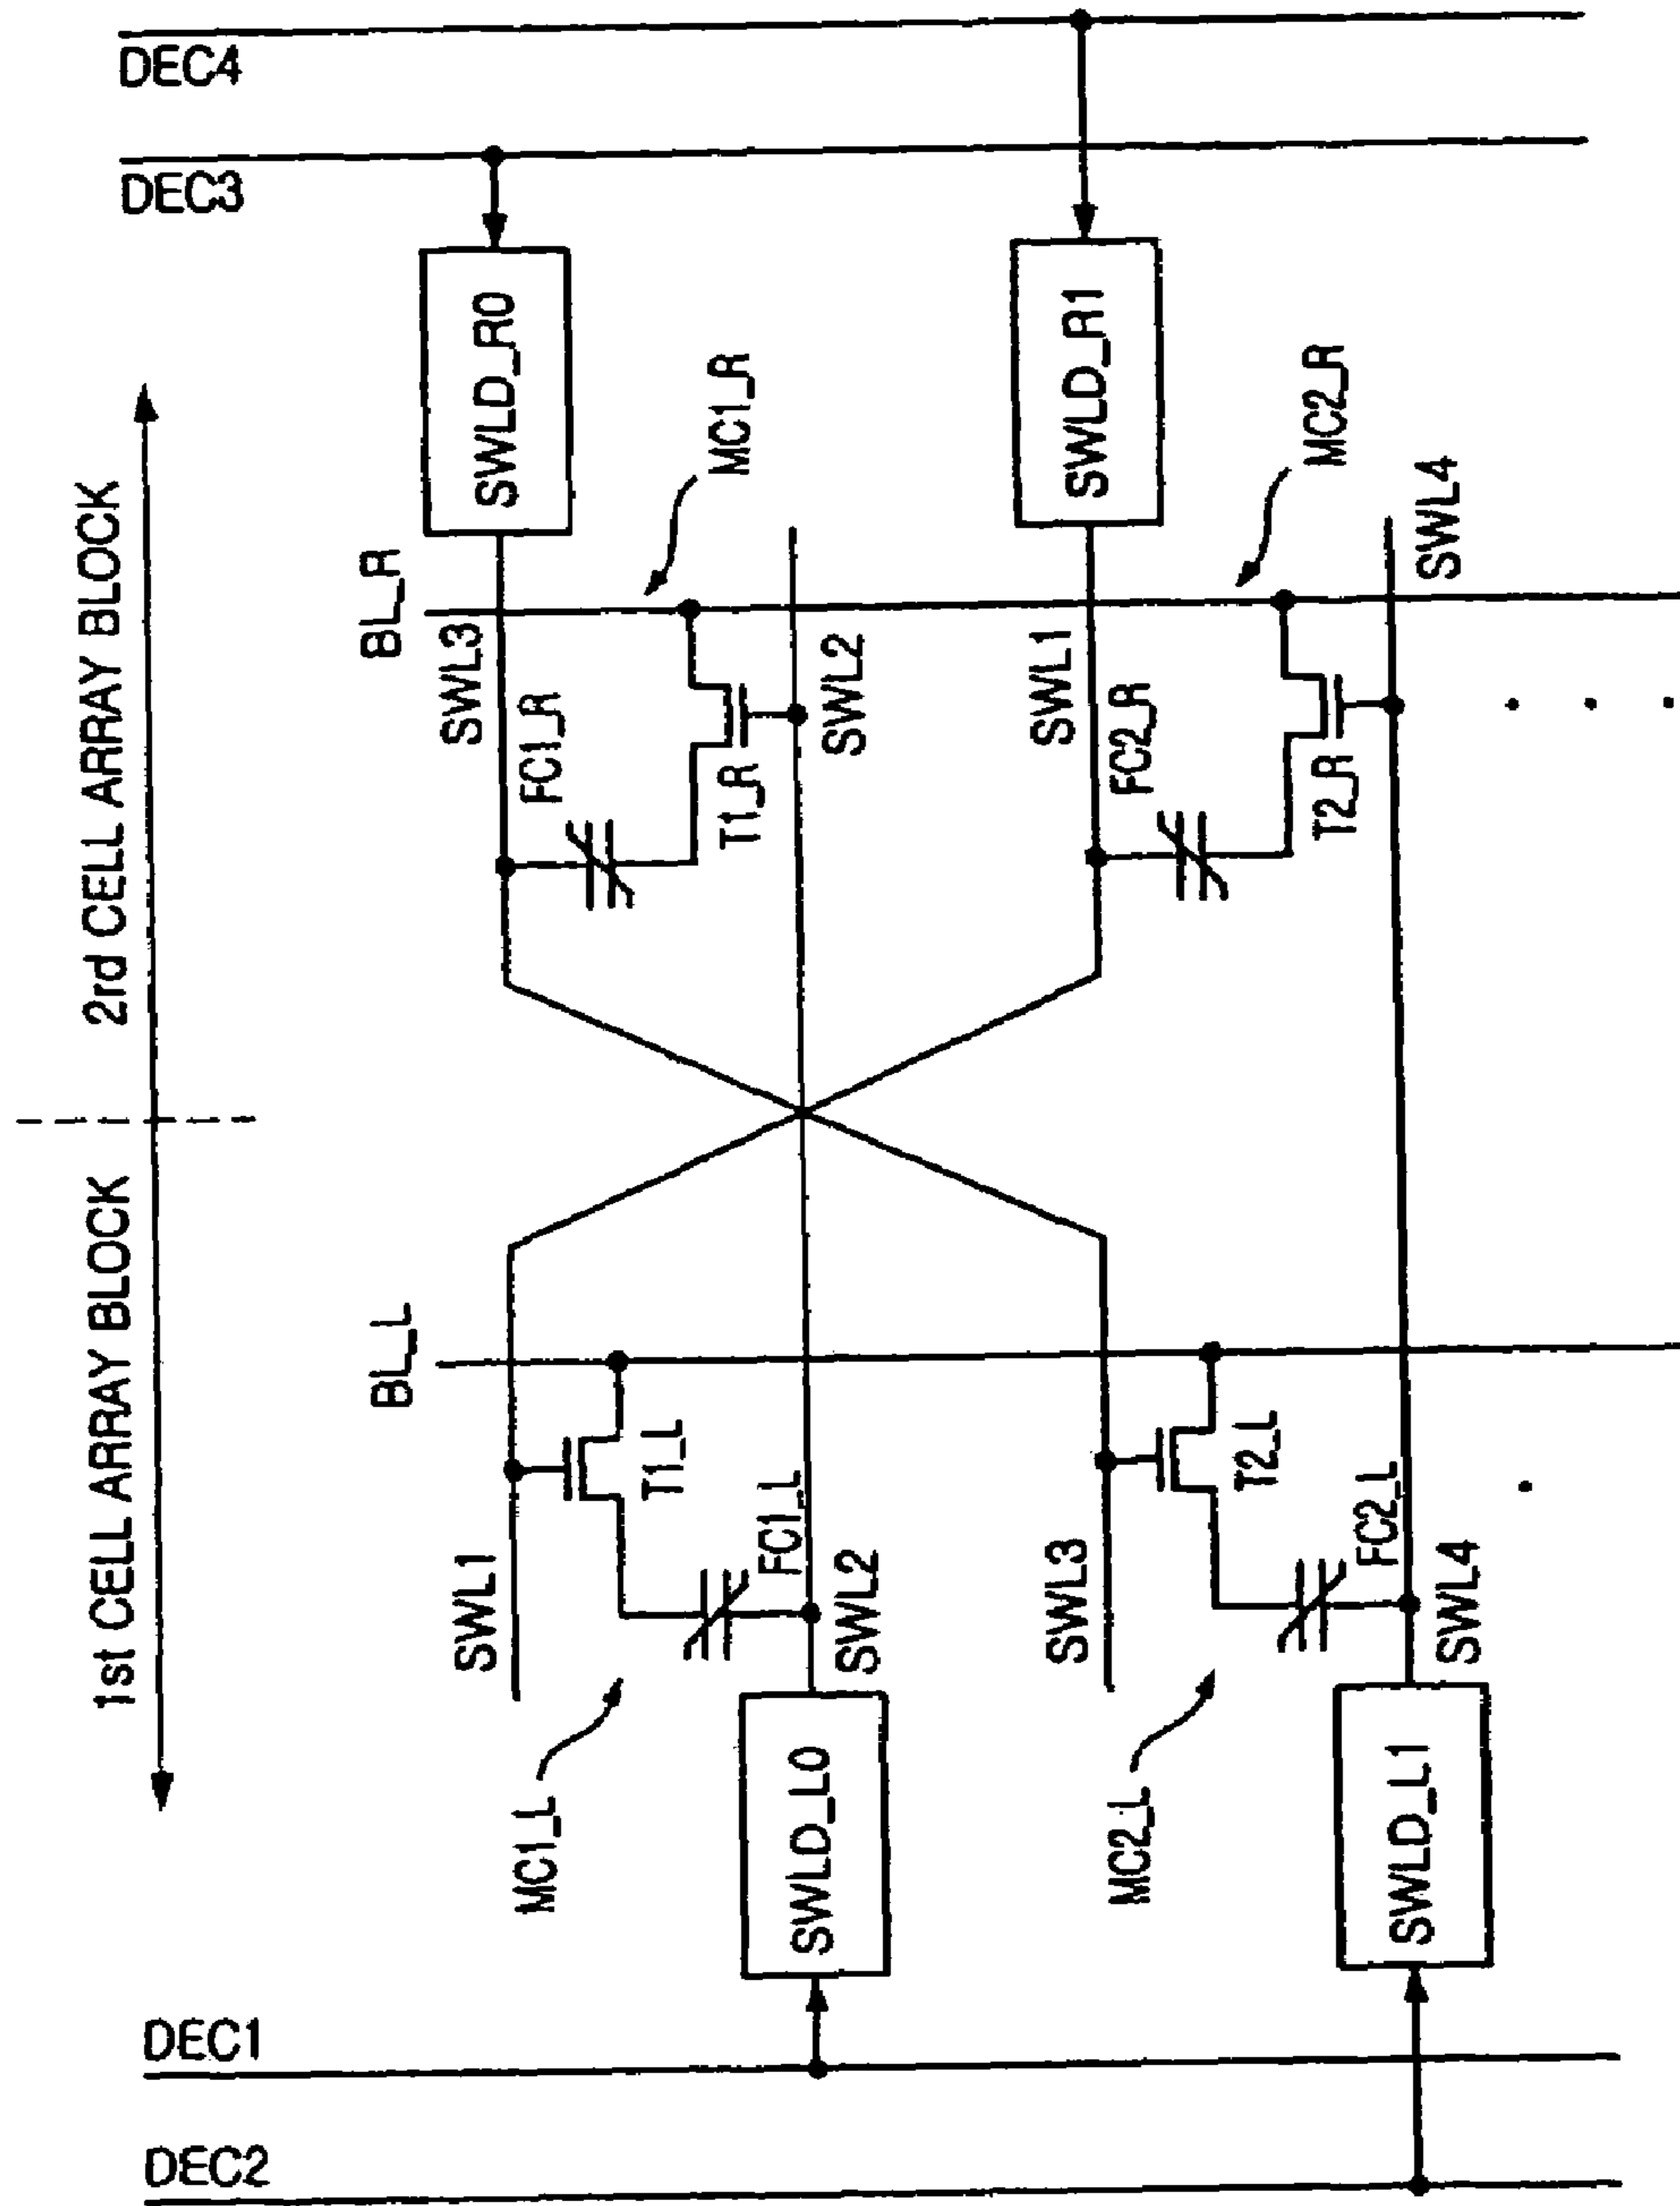 1st CELL ARRAY BLOCK
2rd CELL ARRAY BLOCK
DEC2
DEC1
DEC3
DEC4
BL_L
BL_R
MC1_L
SWL1
T1_L
FC1_L
SWLD_L0
SWL2
SWL3
FC1_R
T1_R
SWL2
SWLD_R0
MC1_R
MC2_L
SWL3
T2_L
FC2_L
SWLD_L1
SWL4
SWL1
FC2_R
T2_R
SWLD_R1
MC2_R
SWL4